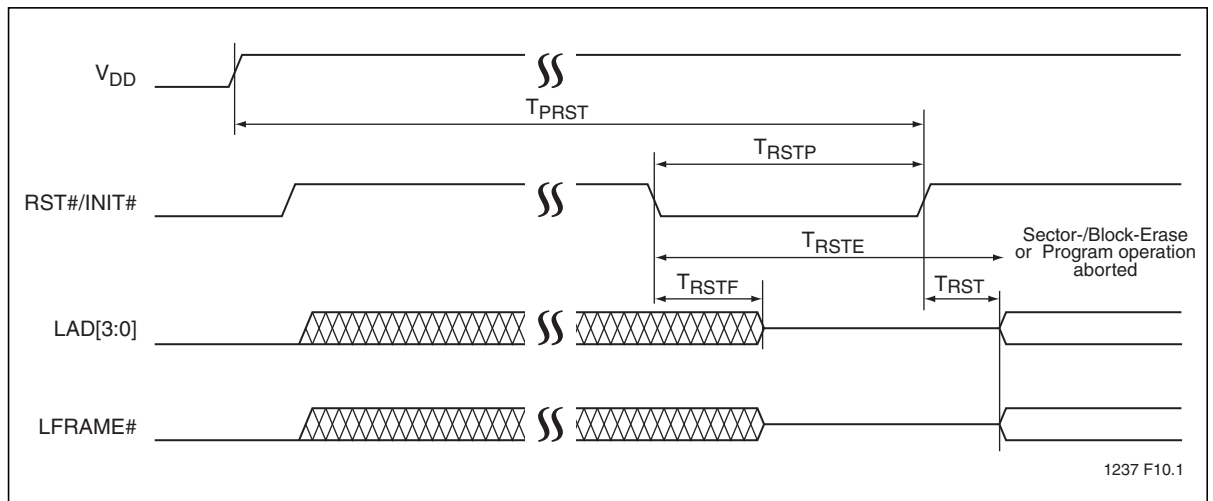 VDD
TPRST
TRSTP
RST#/INIT#
TRSTE
Sector-/Block-Erase
or Program operation
aborted
TRSTF
TRST
LAD[3:0]
LFRAME#
1237 F10.1